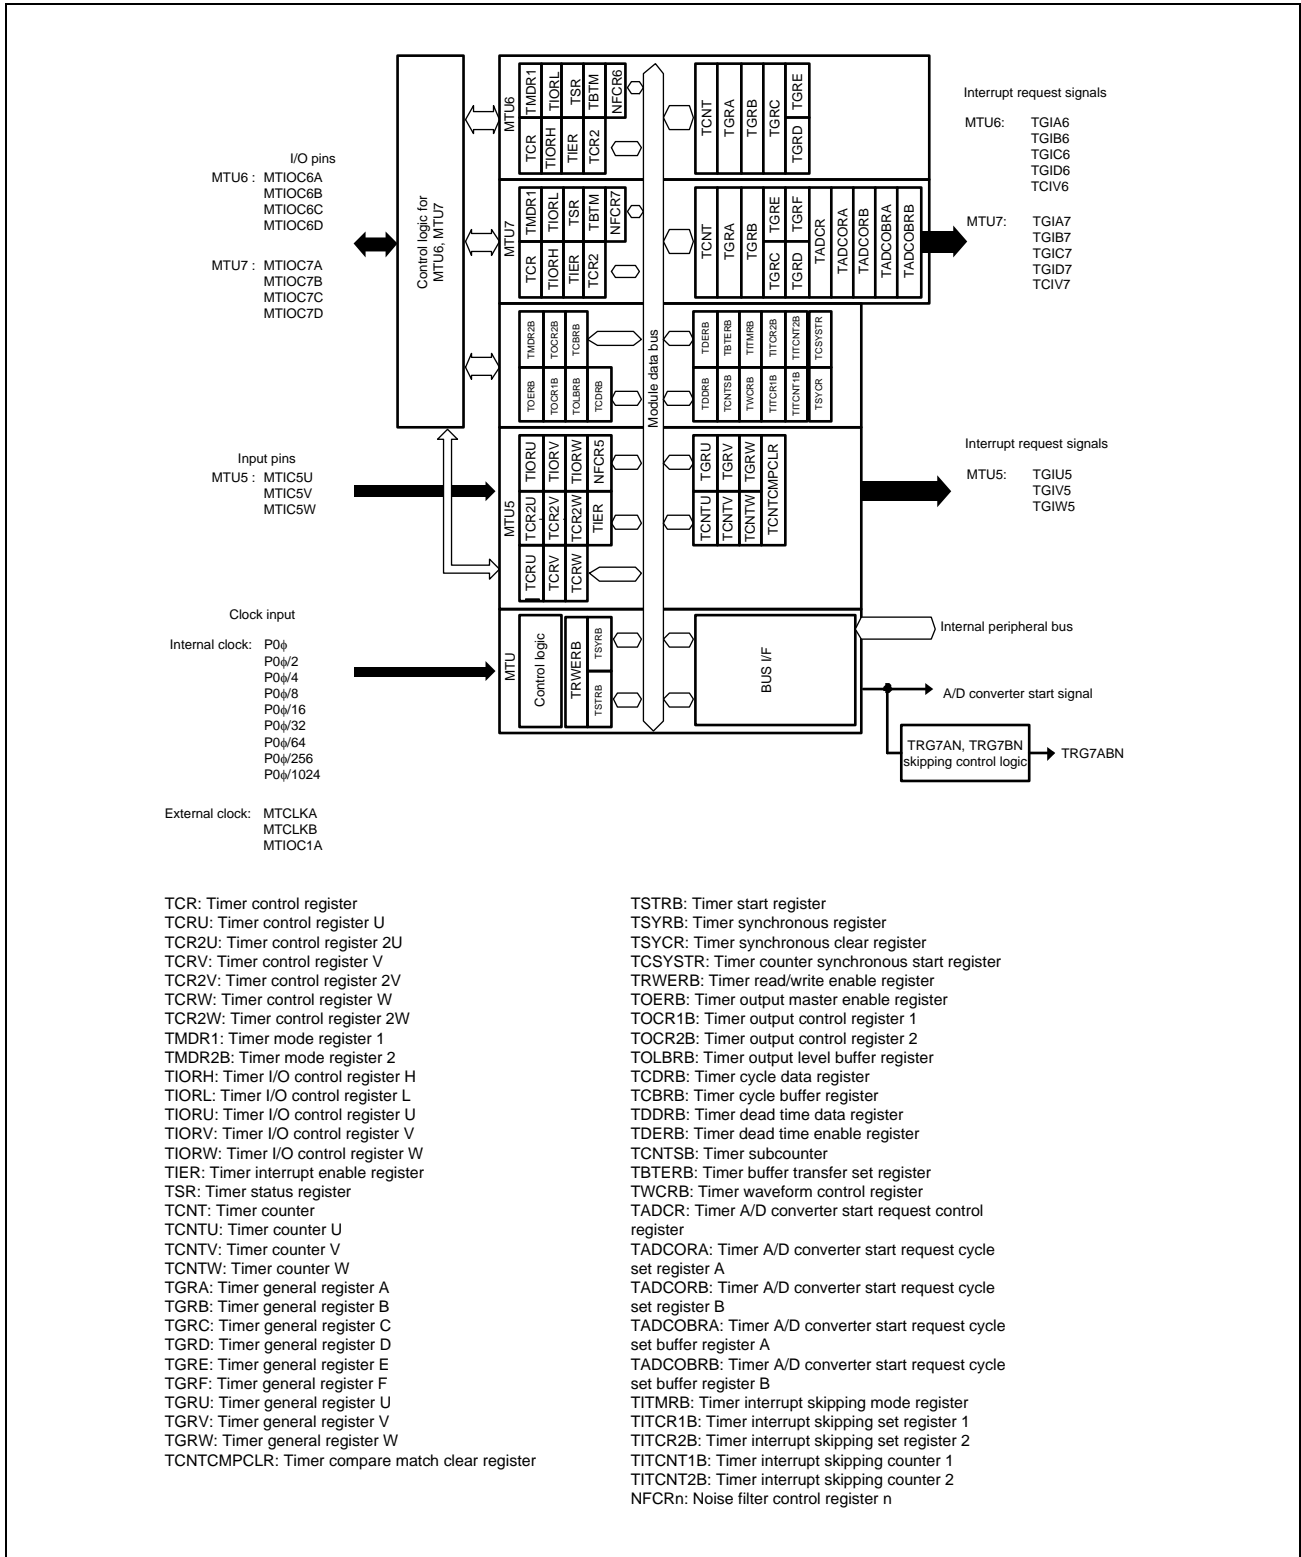 MTU6
TMDR1
TIORL
TSR
TBTM
NFCR6
TCR
TIORH
TIER
TCR2
TCNT
TGRA
TGRB
TGRC
TGRE
TGRD
Interrupt request signals
MTU6: TGIA6
TGIB6
TGIC6
TGID6
TCIV6
I/O pins
MTU6 : MTIOC6A
MTIOC6B
MTIOC6C
MTIOC6D
MTU7 : MTIOC7A
MTIOC7B
MTIOC7C
MTIOC7D
Control logic for
MTU6, MTU7
MTU7
TMDR1
TIORL
TSR
TBTM
NFCR7
TCR
TIORH
TIER
TCR2
TCNT
TGRA
TGRB
TGRE
TGRF
TGRC
TGRD
TADCR
TADCORA
TADCORB
TADCOBRA
TADCOBRB
MTU7: TGIA7
TGIB7
TGIC7
TGID7
TCIV7
Module data bus
TMDR2B
TOCR2B
TCBRB
TOERB
TOCR1B
TOLBRB
TCDRB
TDERB
TBTERB
TITMRB
TITCR2B
TITCNT2B
TCSYSTR
TDDRB
TCNTSB
TWCRB
TITCR1B
TITCNT1B
TSYCR
Input pins
MTU5 : MTIC5U
MTIC5V
MTIC5W
MTU5
TIORU
TIORV
TIORW
NFCR5
TCR2U
TCR2V
TCR2W
TIER
TCRU
TCRV
TCRW
TGRU
TGRV
TGRW
TCNTU
TCNTV
TCNTW
TCNTCMPCLR
Interrupt request signals
MTU5: TGIU5
TGIV5
TGIW5
Clock input
Internal clock: P0ϕ
P0ϕ/2
P0ϕ/4
P0ϕ/8
P0ϕ/16
P0ϕ/32
P0ϕ/64
P0ϕ/256
P0ϕ/1024
External clock: MTCLKA
MTCLKB
MTIOC1A
MTU
Control logic
TRWERB
TSYRB
TSTRB
BUS I/F
Internal peripheral bus
A/D converter start signal
TRG7AN, TRG7BN
skipping control logic
TRG7ABN
TCR: Timer control register
TCRU: Timer control register U
TCR2U: Timer control register 2U
TCRV: Timer control register V
TCR2V: Timer control register 2V
TCRW: Timer control register W
TCR2W: Timer control register 2W
TMDR1: Timer mode register 1
TMDR2B: Timer mode register 2
TIORH: Timer I/O control register H
TIORL: Timer I/O control register L
TIORU: Timer I/O control register U
TIORV: Timer I/O control register V
TIORW: Timer I/O control register W
TIER: Timer interrupt enable register
TSR: Timer status register
TCNT: Timer counter
TCNTU: Timer counter U
TCNTV: Timer counter V
TCNTW: Timer counter W
TGRA: Timer general register A
TGRB: Timer general register B
TGRC: Timer general register C
TGRD: Timer general register D
TGRE: Timer general register E
TGRF: Timer general register F
TGRU: Timer general register U
TGRV: Timer general register V
TGRW: Timer general register W
TCNTCMPCLR: Timer compare match clear register
TSTRB: Timer start register
TSYRB: Timer synchronous register
TSYCR: Timer synchronous clear register
TCSYSTR: Timer counter synchronous start register
TRWERB: Timer read/write enable register
TOERB: Timer output master enable register
TOCR1B: Timer output control register 1
TOCR2B: Timer output control register 2
TOLBRB: Timer output level buffer register
TCDRB: Timer cycle data register
TCBRB: Timer cycle buffer register
TDDRB: Timer dead time data register
TDERB: Timer dead time enable register
TCNTSB: Timer subcounter
TBTERB: Timer buffer transfer set register
TWCRB: Timer waveform control register
TADCR: Timer A/D converter start request control
register
TADCORA: Timer A/D converter start request cycle
set register A
TADCORB: Timer A/D converter start request cycle
set register B
TADCOBRA: Timer A/D converter start request cycle
set buffer register A
TADCOBRB: Timer A/D converter start request cycle
set buffer register B
TITMRB: Timer interrupt skipping mode register
TITCR1B: Timer interrupt skipping set register 1
TITCR2B: Timer interrupt skipping set register 2
TITCNT1B: Timer interrupt skipping counter 1
TITCNT2B: Timer interrupt skipping counter 2
NFCRn: Noise filter control register n